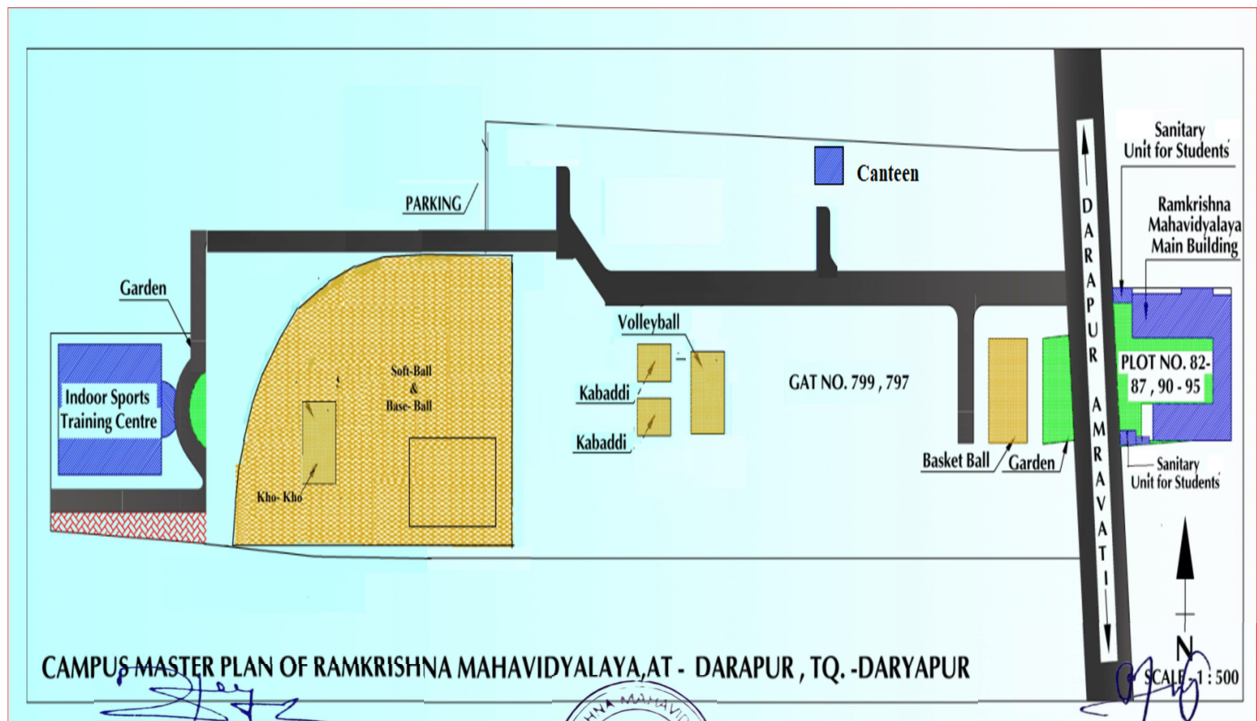 Sanitary
Unit for Students'
Canteen
PARKING
Ramkrishna
Mahavidyalaya
Main Building
DARAPUR AMRAVATI
Garden
Volleyball
Soft-Ball
&
Base- Ball
Indoor Sports
Training Centre
Kabaddi
GAT NO. 799 , 797
PLOT NO. 82-
87 , 90 - 95
Kabaddi
Basket Ball
Garden
Sanitary
Unit for Students'
Kho- Kho
N
CAMPUS MASTER PLAN OF RAMKRISHNA MAHAVIDYALAYA,AT - DARAPUR , TQ. -DARYAPUR
SCALE - 1 : 500